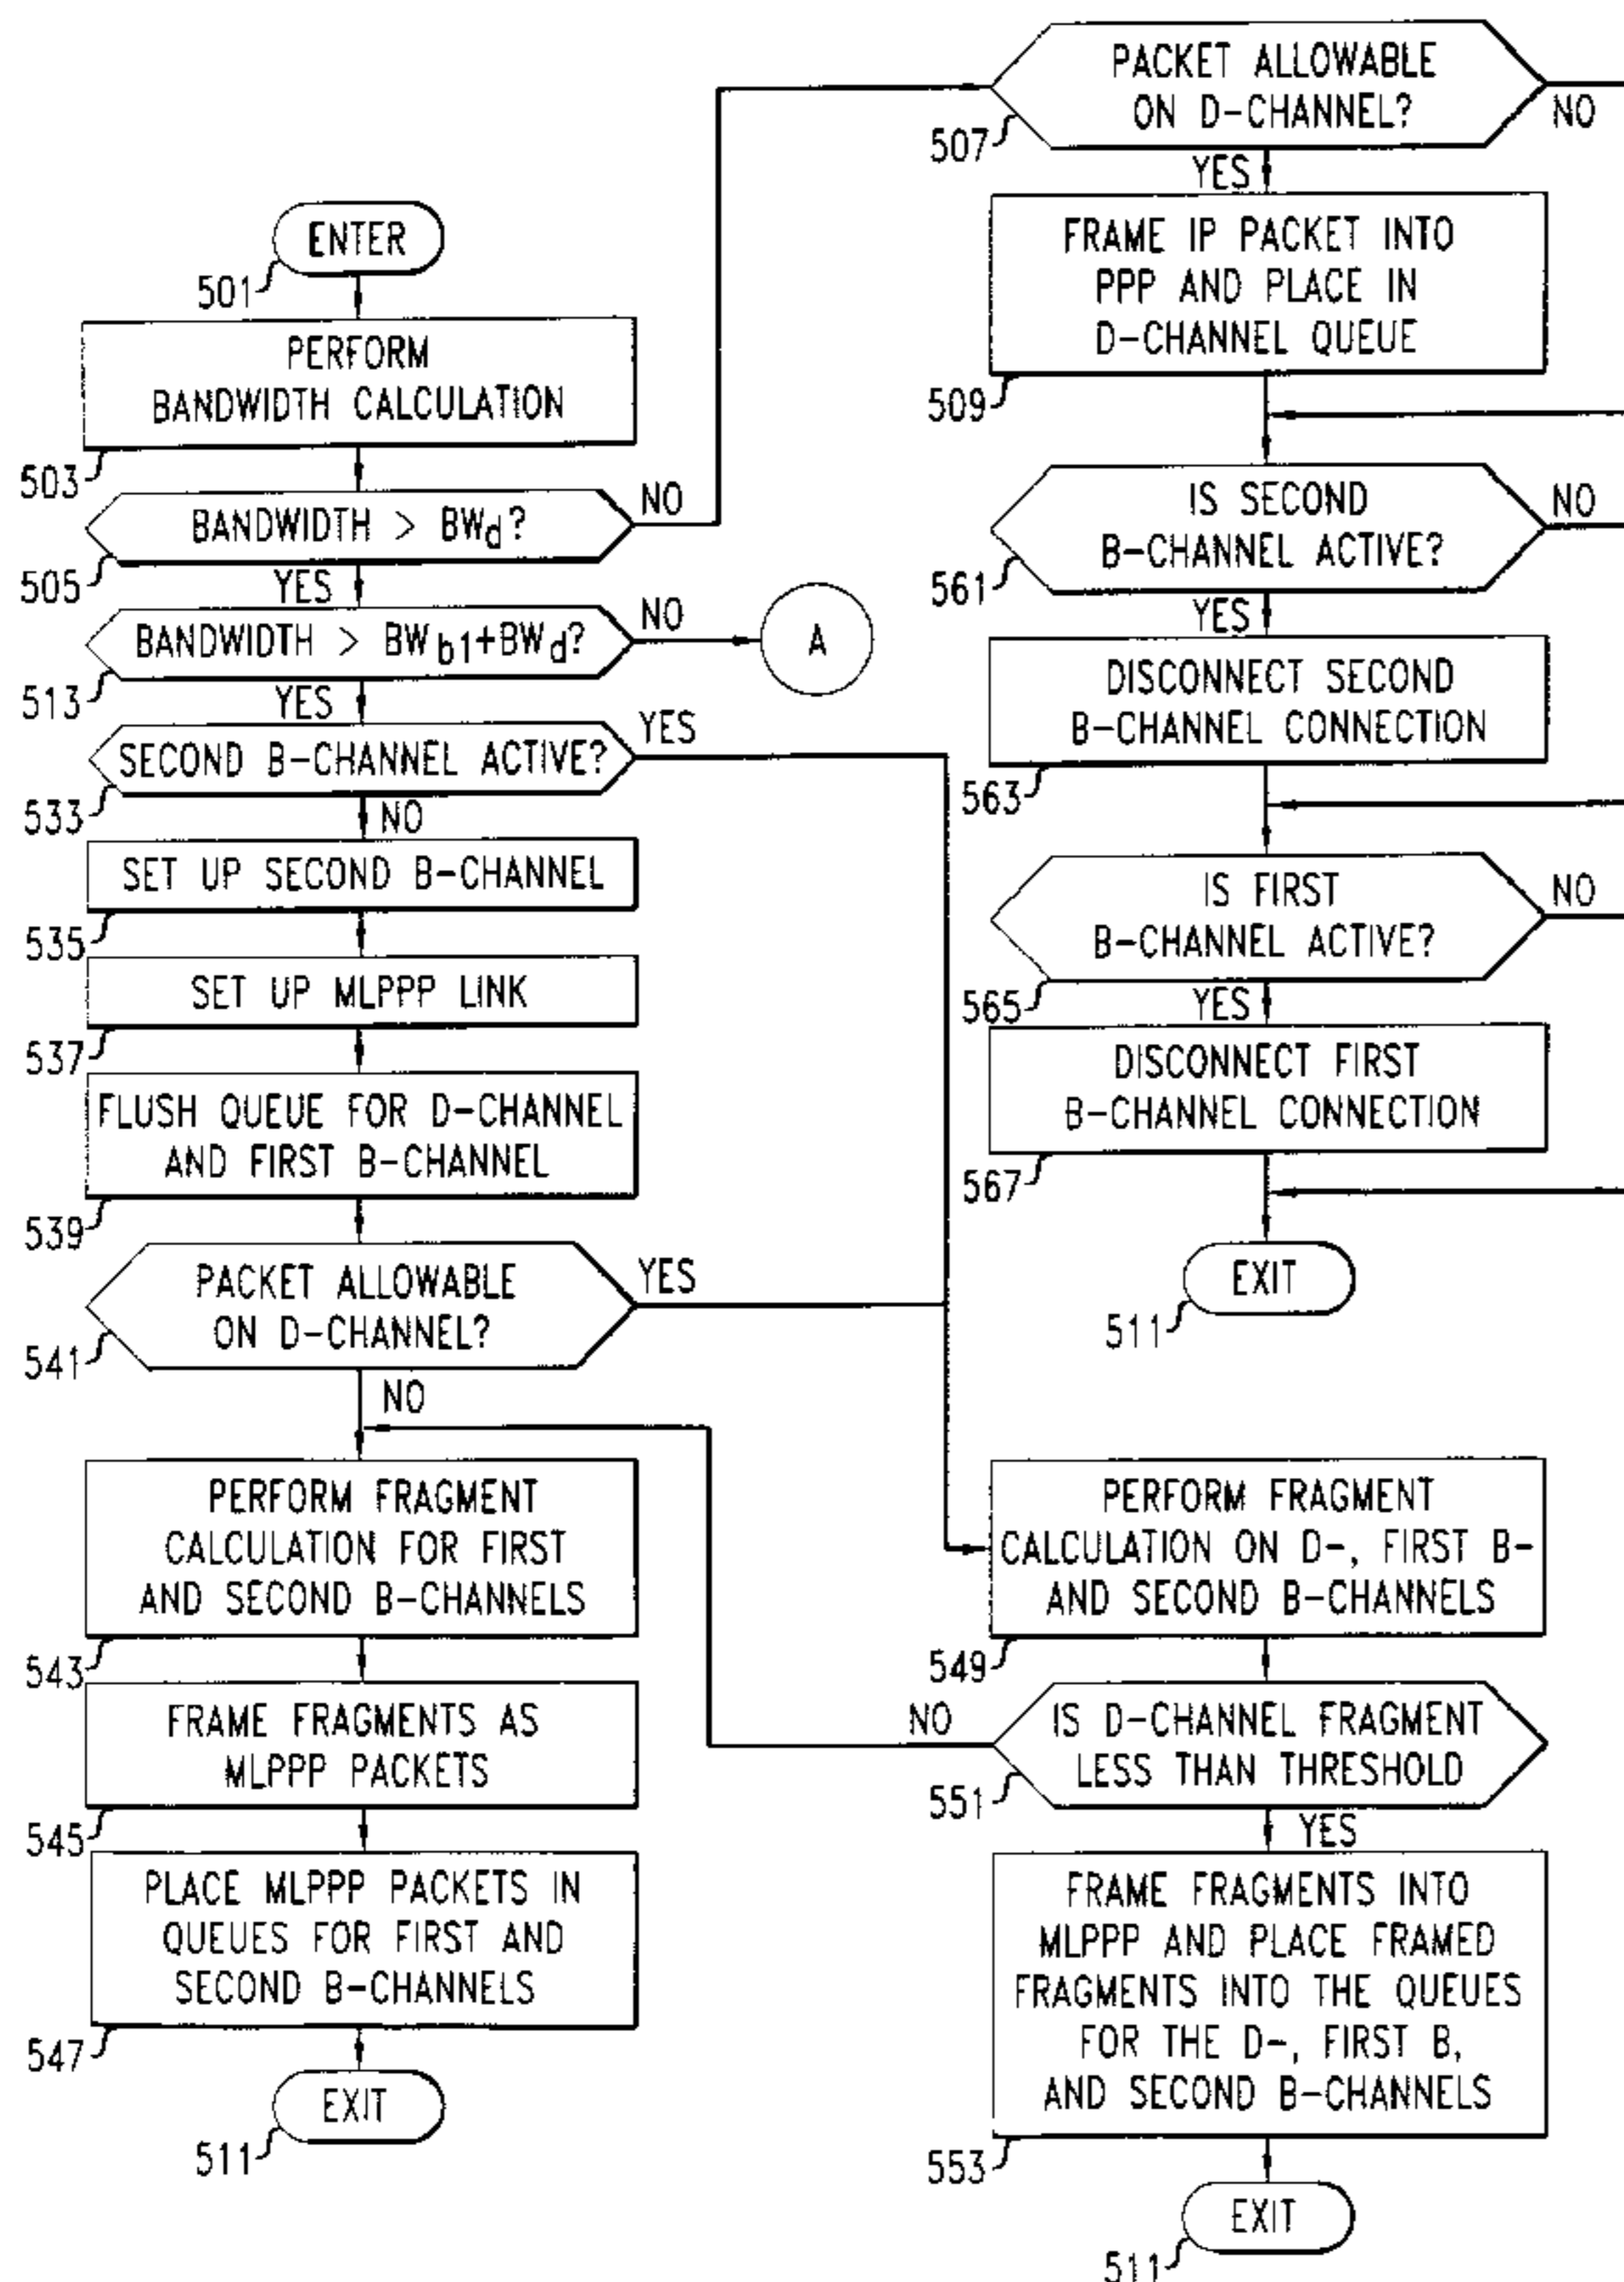 ENTER
501
PERFORM
BANDWIDTH CALCULATION
503
BANDWIDTH > BWd?
NO
505
YES
BANDWIDTH > BWb1+BWd?
NO
A
513
YES
SECOND B-CHANNEL ACTIVE?
YES
533
NO
SET UP SECOND B-CHANNEL
535
SET UP MLPPP LINK
537
FLUSH QUEUE FOR D-CHANNEL
AND FIRST B-CHANNEL
539
PACKET ALLOWABLE
ON D-CHANNEL?
YES
541
NO
PERFORM FRAGMENT
CALCULATION FOR FIRST
AND SECOND B-CHANNELS
543
FRAME FRAGMENTS AS
MLPPP PACKETS
545
PLACE MLPPP PACKETS IN
QUEUES FOR FIRST AND
SECOND B-CHANNELS
547
EXIT
511
PACKET ALLOWABLE
ON D-CHANNEL?
NO
507
YES
FRAME IP PACKET INTO
PPP AND PLACE IN
D-CHANNEL QUEUE
509
IS SECOND
B-CHANNEL ACTIVE?
NO
561
YES
DISCONNECT SECOND
B-CHANNEL CONNECTION
563
IS FIRST
B-CHANNEL ACTIVE?
NO
565
YES
DISCONNECT FIRST
B-CHANNEL CONNECTION
567
EXIT
511
PERFORM FRAGMENT
CALCULATION ON D-, FIRST B-
AND SECOND B-CHANNELS
549
NO
IS D-CHANNEL FRAGMENT
LESS THAN THRESHOLD
551
YES
FRAME FRAGMENTS INTO
MLPPP AND PLACE FRAMED
FRAGMENTS INTO THE QUEUES
FOR THE D-, FIRST B,
AND SECOND B-CHANNELS
553
EXIT
511